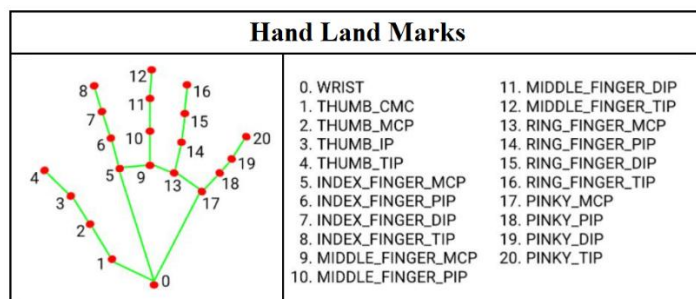 Hand Land Marks
12
16
8
11
7
15
20
6
10
14
19
4
5
9
13
18
3
17
2
1
0
0. WRIST
1. THUMB_CMC
2. THUMB_MCP
3. THUMB_IP
4. THUMB_TIP
5. INDEX_FINGER_MCP
6. INDEX_FINGER_PIP
7. INDEX_FINGER_DIP
8. INDEX_FINGER_TIP
9. MIDDLE_FINGER_MCP
10. MIDDLE_FINGER_PIP
11. MIDDLE_FINGER_DIP
12. MIDDLE_FINGER_TIP
13. RING_FINGER_MCP
14. RING_FINGER_PIP
15. RING_FINGER_DIP
16. RING_FINGER_TIP
17. PINKY_MCP
18. PINKY_PIP
19. PINKY_DIP
20. PINKY_TIP